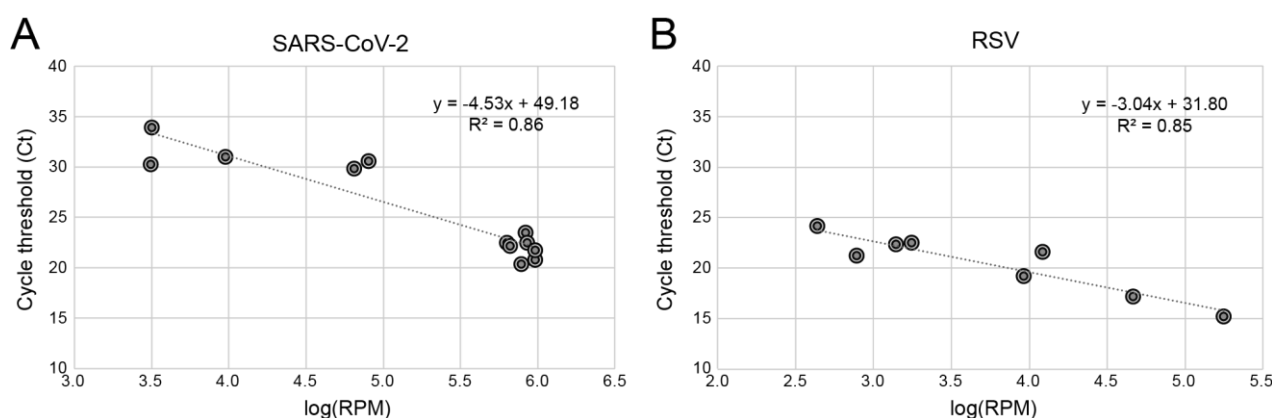 A
SARS-CoV-2
40
35
30
25
20
15
10
Cycle threshold (Ct)
y = -4.53x + 49.18
R² = 0.86
3.0 3.5 4.0 4.5 5.0 5.5 6.0 6.5
log(RPM)
B
RSV
40
35
30
25
20
15
10
Cycle threshold (Ct)
y = -3.04x + 31.80
R² = 0.85
2.0 2.5 3.0 3.5 4.0 4.5 5.0 5.5
log(RPM)